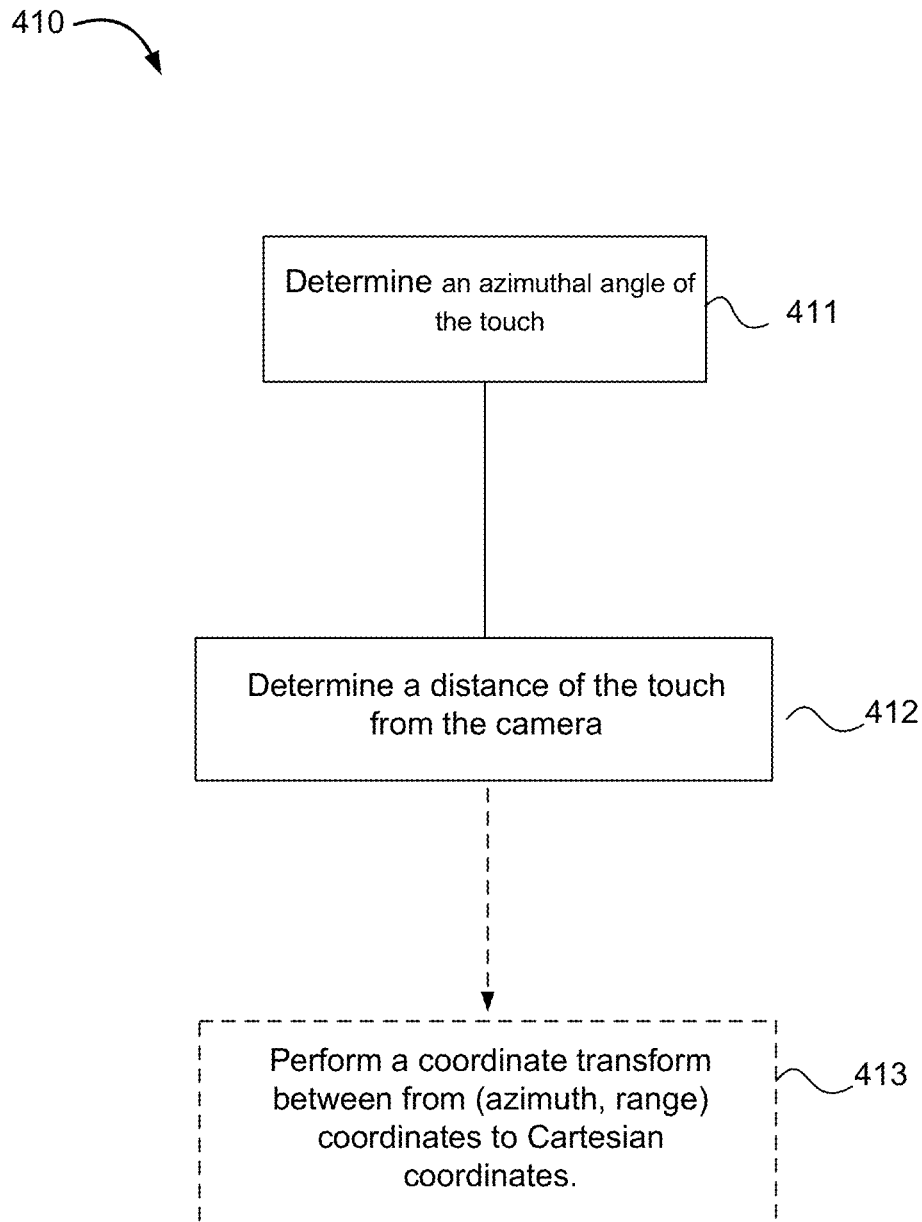 410
Determine an azimuthal angle of
the touch
411
Determine a distance of the touch
from the camera
412
Perform a coordinate transform
between from (azimuth, range)
coordinates to Cartesian
coordinates.
413